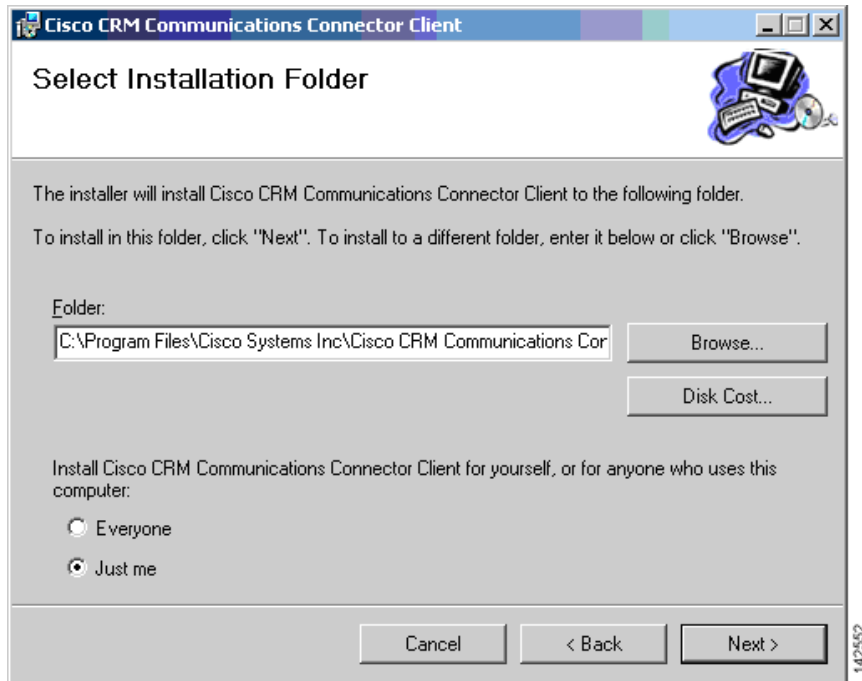 Cisco CRM Communications Connector Client
Select Installation Folder
The installer will install Cisco CRM Communications Connector Client to the following folder.
To install in this folder, click "Next". To install to a different folder, enter it below or click "Browse".
Folder:
C:\Program Files\Cisco Systems Inc\Cisco CRM Communications Cor
Browse...
Disk Cost...
Install Cisco CRM Communications Connector Client for yourself, or for anyone who uses this
computer:
Everyone
Just me
Cancel
< Back
Next >
142552